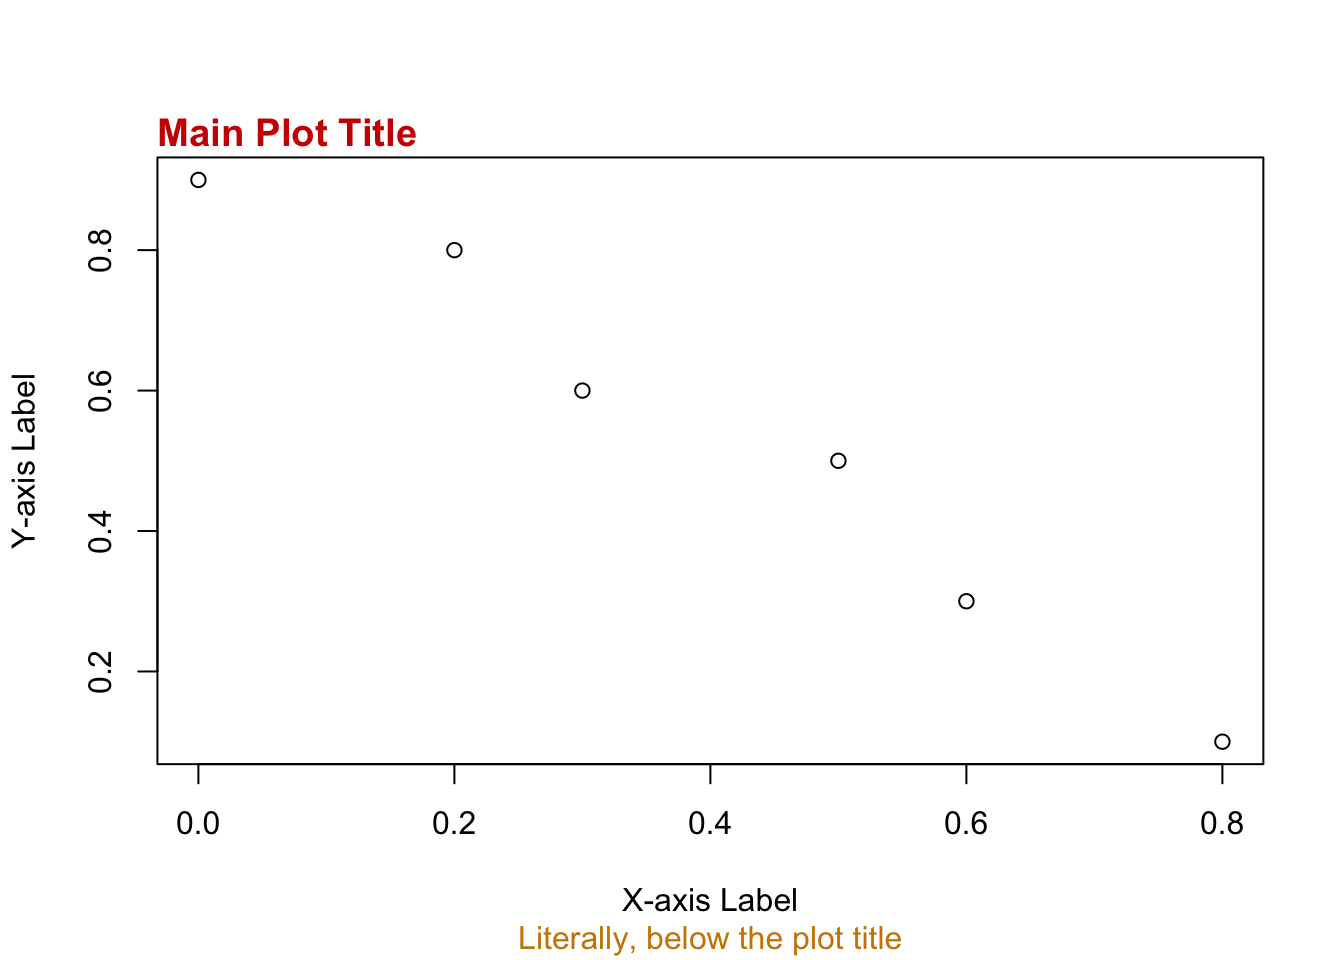 Main Plot Title
0.8
0.6
0.4
0.2
Y-axis Label
0.0 0.2 0.4 0.6 0.8
X-axis Label
Literally, below the plot title